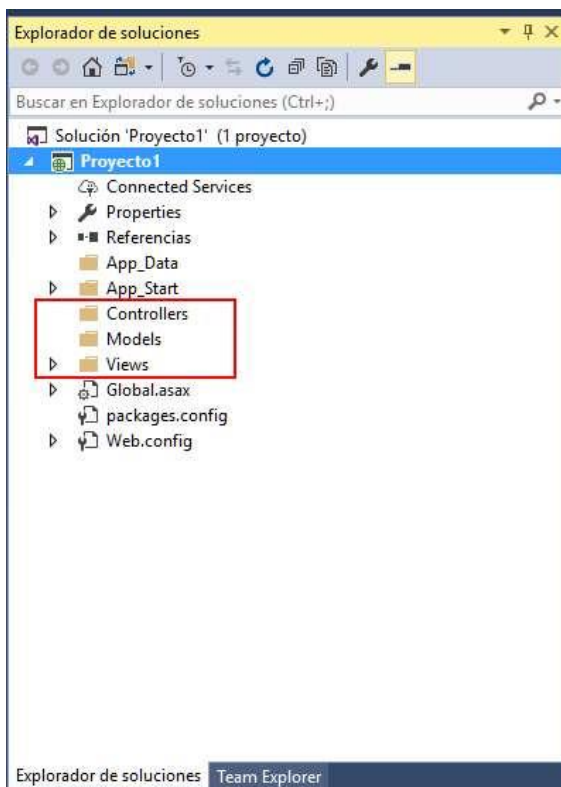 Explorador de soluciones
Buscar en Explorador de soluciones (Ctrl+;)
Solución 'Proyecto1' (1 proyecto)
Proyecto1
Connected Services
Properties
Referencias
App_Data
App_Start
Controllers
Models
Views
Global.asax
packages.config
Web.config
Explorador de soluciones Team Explorer